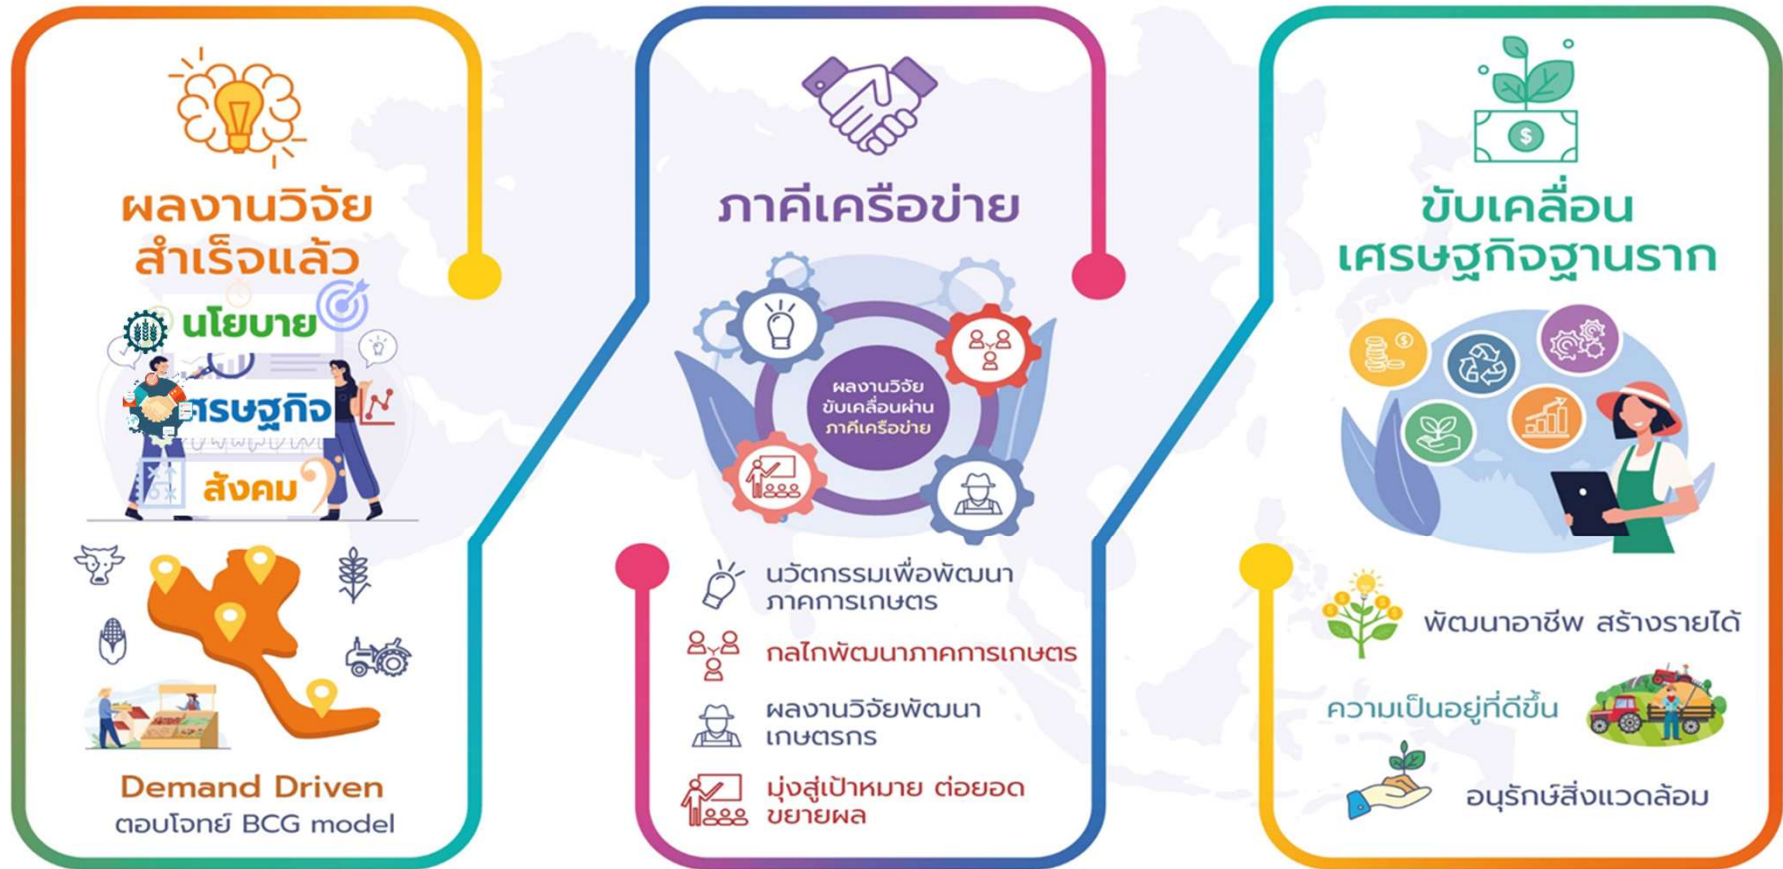 ผลงานวิจัย
สำเร็จแล้ว
นโยบาย
ศรษฐกิจ
สังคม
Demand Driven
ตอบโจทย์ BCG model
ภาคีเครือข่าย
ผลงานวิจัย
ขับเคลื่อนผ่าน
ภาคีเครือข่าย
นวัตกรรมเพื่อพัฒนา
ภาคการเกษตร
กลไกพัฒนาภาคการเกษตร
ผลงานวิจัยพัฒนา
เกษตรกร
มุ่งสู่เป้าหมาย ต่อยอด
ขยายผล
ขับเคลื่อน
เศรษฐกิจฐานราก
พัฒนาอาชีพ สร้างรายได้
ความเป็นอยู่ที่ดีขึ้น
อนุรักษ์สิ่งแวดล้อม